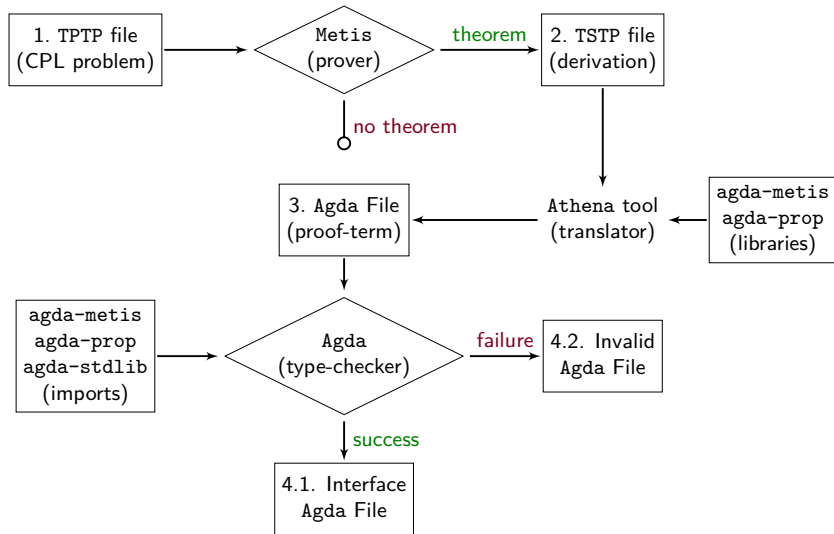 1. TPTP file
(CPL problem)
Metis
(prover)
theorem
2. TSTP file
(derivation)
no theorem
3. Agda File
(proof-term)
Athena tool
(translator)
agda-metis
agda-prop
(libraries)
agda-metis
agda-prop
agda-stdlib
(imports)
Agda
(type-checker)
failure
4.2. Invalid
Agda File
success
4.1. Interface
Agda File